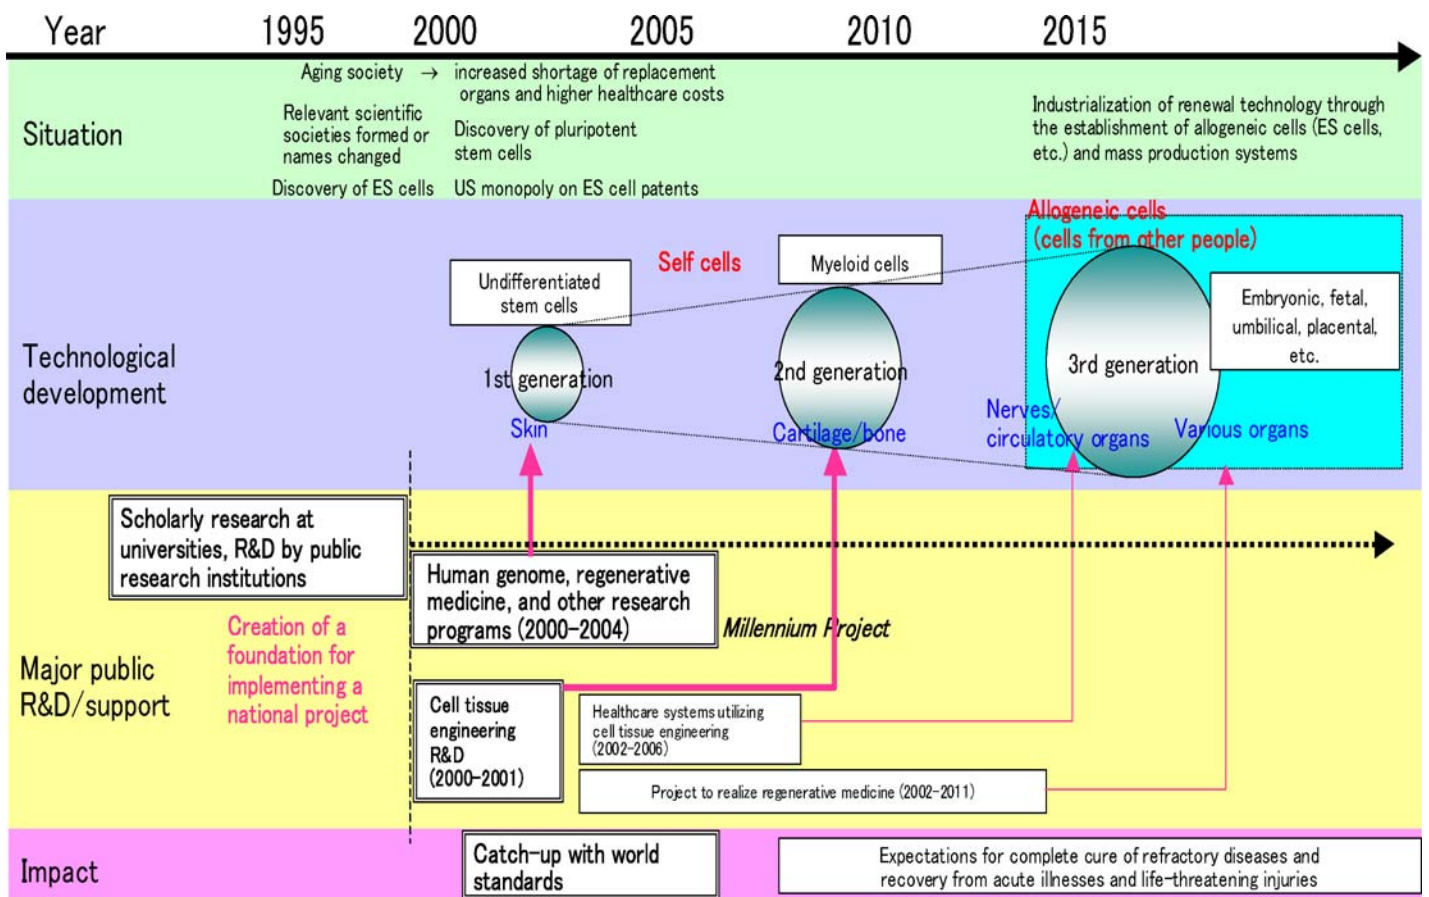 Year 1995 2000 2005 2010 2015
Situation
Aging society → increased shortage of replacement
organs and higher healthcare costs
Relevant scientific
societies formed or
names changed
Discovery of pluripotent
stem cells
Discovery of ES cells
US monopoly on ES cell patents
Industrialization of renewal technology through
the establishment of allogeneic cells (ES cells,
etc.) and mass production systems
Technological
development
Undifferentiated
stem cells
1st generation
Skin
Self cells
Myeloid cells
2nd generation
Cartilage/bone
Allogeneic cells
(cells from other people)
3rd generation
Embryonic, fetal,
umbilical, placental,
etc.
Nerves/
circulatory organs
Various organs
Major public
R&D/support
Scholarly research at
universities, R&D by public
research institutions
Creation of a
foundation for
implementing a
national project
Human genome, regenerative
medicine, and other research
programs (2000-2004)
Millennium Project
Cell tissue
engineering
R&D
(2000-2001)
Healthcare systems utilizing
cell tissue engineering
(2002-2006)
Project to realize regenerative medicine (2002-2011)
Impact
Catch-up with world
standards
Expectations for complete cure of refractory diseases and
recovery from acute illnesses and life-threatening injuries